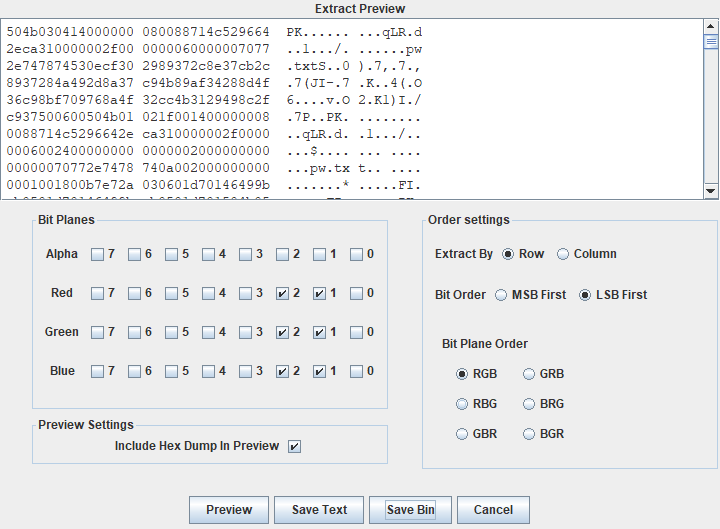 Extract Preview
504b030414000000 080088714c529664 PK...... ...qLR.d
2eca310000002f00 0000060000007077 ..1.../. ......pw
2e747874530ecf30 2989372c8e37cb2c .txtS..0 ).7,.7.,
8937284a492d8a37 c94b89af34288d4f .7(JI-.7 .K..4(.O
36c98bf709768a4f 32cc4b3129498c2f 6....v.O 2.K1)I./
c937500600504b01 021f001400000008 .7P..PK. ........
0088714c5296642e ca310000002f0000 ..qLR.d. .1.../..
0006002400000000 0000002000000000 ...$.... ... ....
00000070772e7478 740a002000000000 ...pw.tx t.. ....
0001001800b7e72a 030601d70146499b .......* .....FI.
Bit Planes
Alpha 7 6 5 4 3 2 1 0
Red 7 6 5 4 3 2 1 0
Green 7 6 5 4 3 2 1 0
Blue 7 6 5 4 3 2 1 0
Preview Settings
Include Hex Dump In Preview
Order settings
Extract By Row Column
Bit Order MSB First LSB First
Bit Plane Order
RGB GRB
RBG BRG
GBR BGR
Preview Save Text Save Bin Cancel